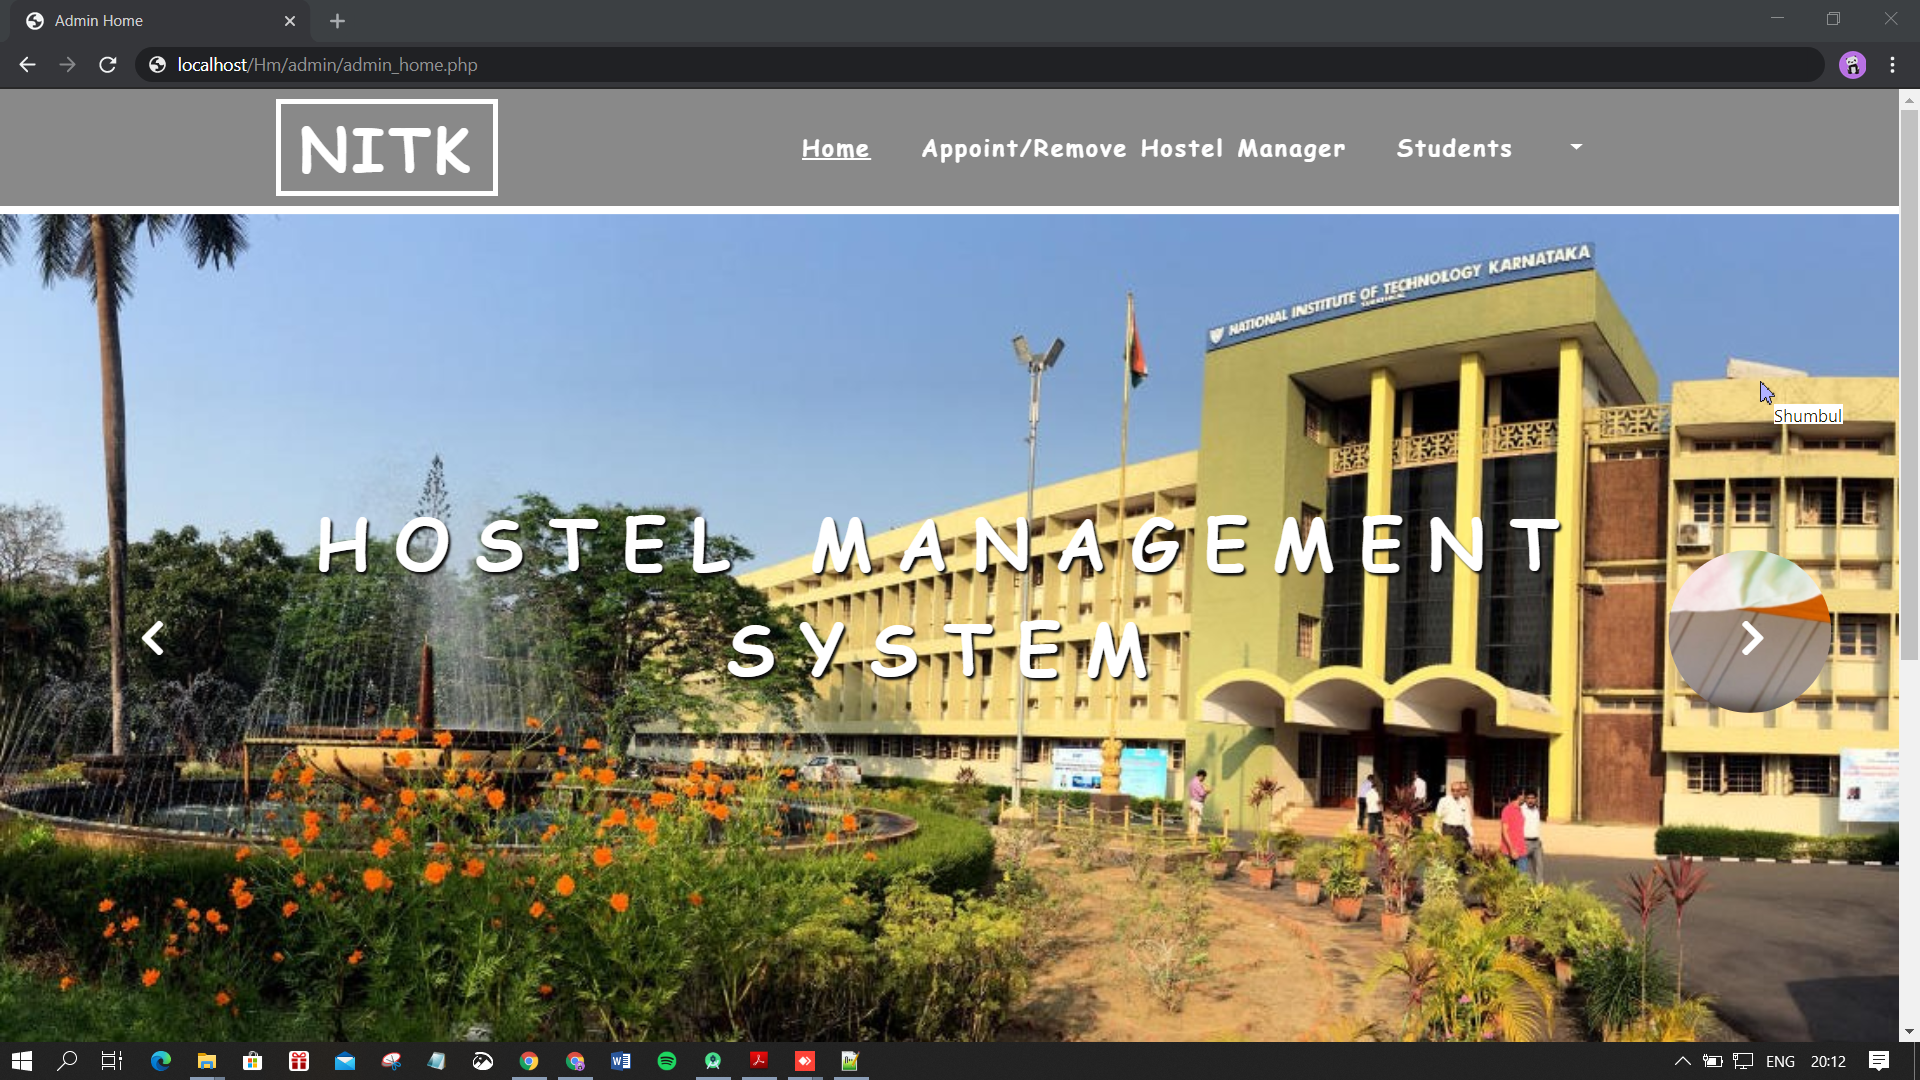 Admin Home
localhost/Hm/admin/admin_home.php
NITK
Home Appoint/Remove Hostel Manager Students
NATIONAL INSTITUTE OF TECHNOLOGY KARNATAKA
Shumbul
HOSTEL MANAGEMENT
SYSTEM
ENG 20:12